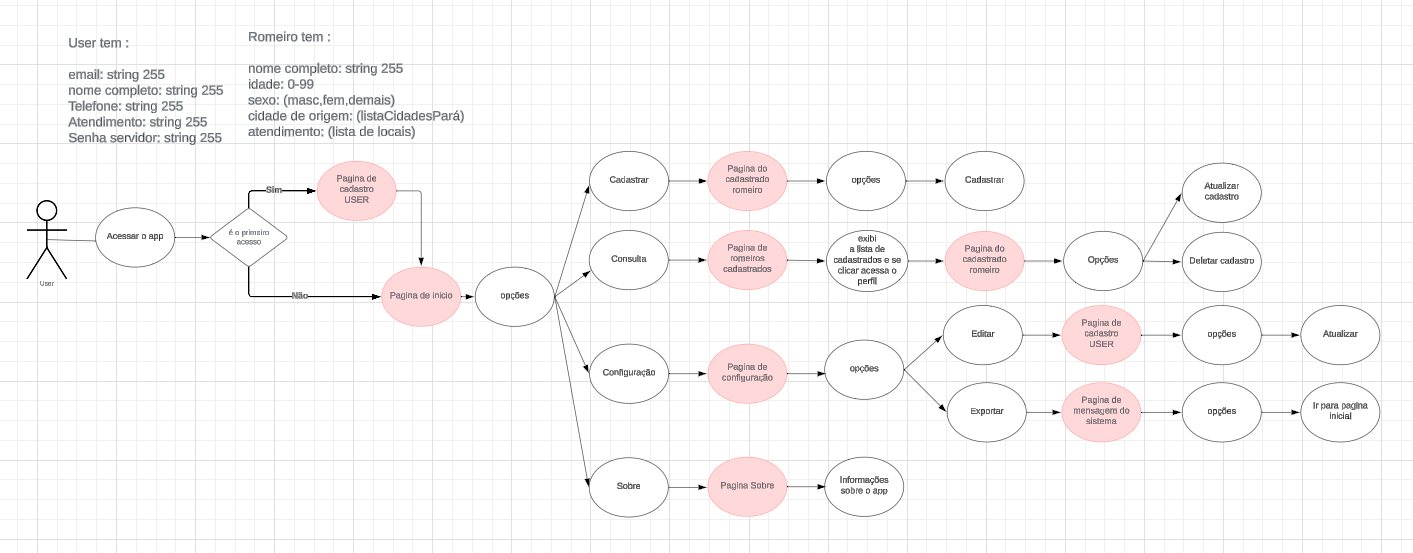 User tem :
email: string 255
nome completo: string 255
Telefone: string 255
Atendimento: string 255
Senha servidor: string 255
Romeiro tem :
nome completo: string 255
idade: 0-99
sexo: (masc,fem,demais)
cidade de origem: (listaCidadesPará)
atendimento: (lista de locais)
User
Acessar o app
é o primeiro
acesso
Sim
Não
Pagina de
cadastro
USER
Pagina de inicio
opções
Cadastrar
Pagina do
cadastrado
romeiro
opções
Cadastrar
Consulta
Pagina de
romeiros
cadastrados
exibi
a lista de
cadastrados e se
clicar acessa o
perfil
Pagina do
cadastrado
romeiro
Opções
Atualizar
cadastro
Deletar cadastro
Configuração
Pagina de
configuração
opções
Editar
Pagina de
cadastro
USER
opções
Atualizar
Exportar
Pagina de
mensagem do
sistema
opções
Ir para pagina
inicial
Sobre
Pagina Sobre
Informações
sobre o app